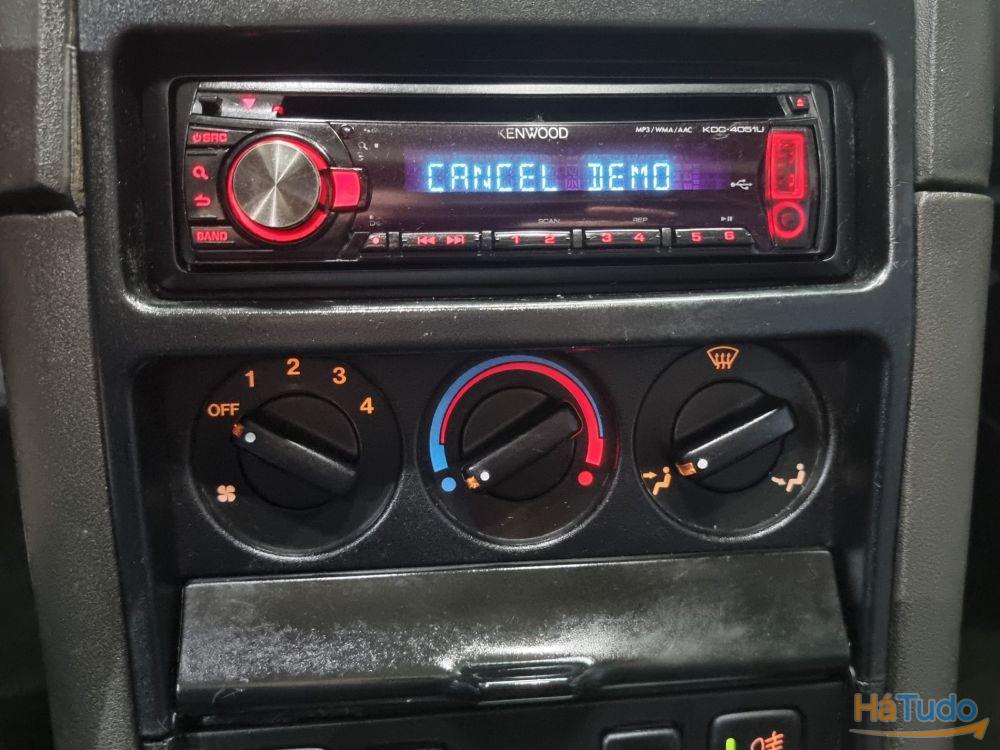 KENWOOD
MP3/WMA/AAC KDC-4051U
SRC
CANCEL DEMO
BAND
SCAN REP
1 2 3 4 5 6
OFF 1 2 3 4
HáTudo